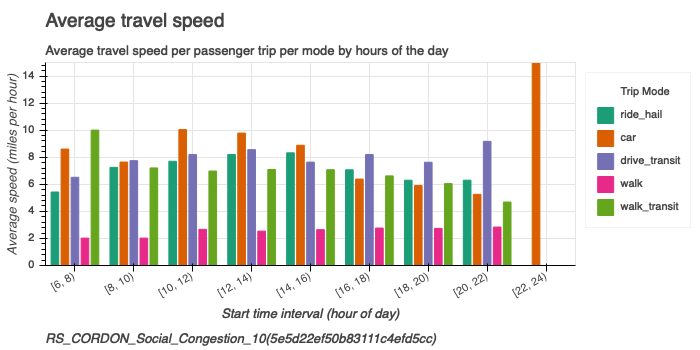 Average travel speed
Average travel speed per passenger trip per mode by hours of the day
Average speed (miles per hour)
14
12
10
8
6
4
2
0
[6, 8)
[8, 10)
[10, 12)
[12, 14)
[14, 16)
[16, 18)
[18, 20)
[20, 22)
[22, 24)
Start time interval (hour of day)
Trip Mode
ride_hail
car
drive_transit
walk
walk_transit
RS_CORDON_Social_Congestion_10(5e5d22ef50b83111c4efd5cc)